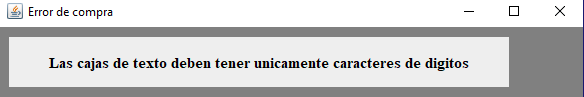 Error de compra
Las cajas de texto deben tener unicamente caracteres de digitos